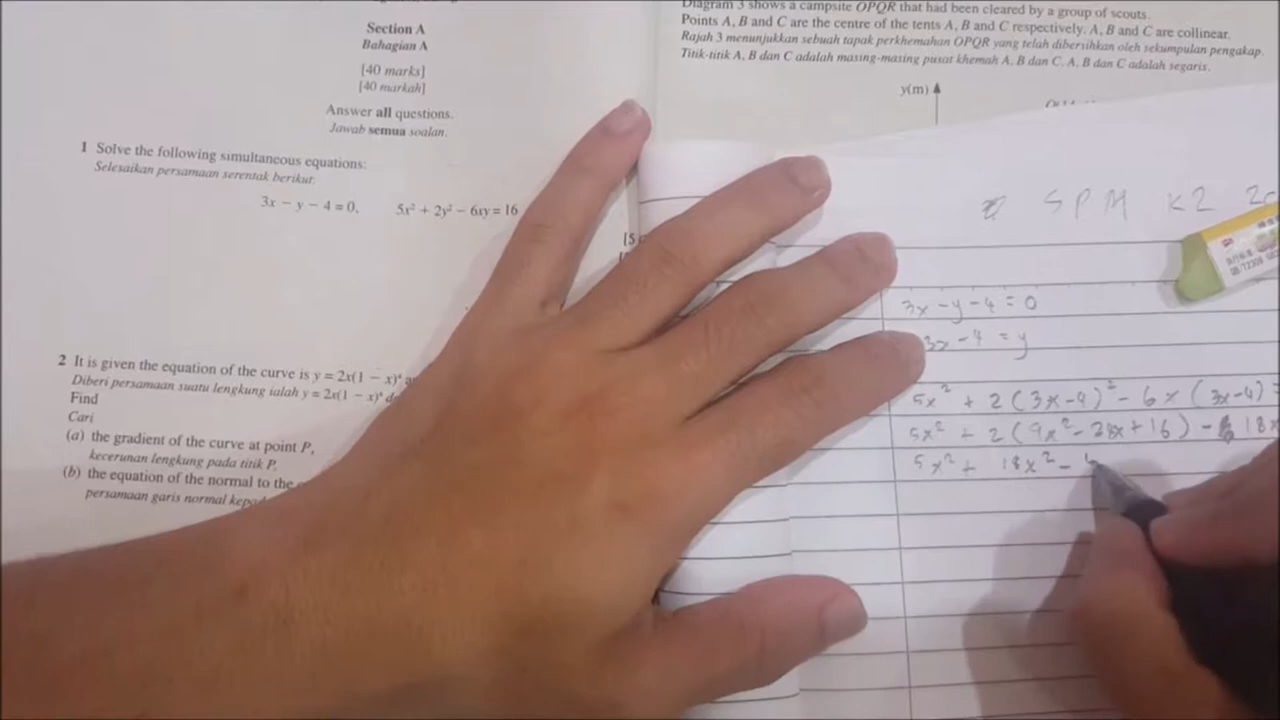 Section A
Bahagian A
[40 marks]
[40 markah]
Answer all questions.
Jawab semua soalan.
1 Solve the following simultaneous equations:
Selesaikan persamaan serentak berikut:
3x − y − 4 = 0, 5x² + 2y² − 6xy = 16
[5
2 It is given the equation of the curve is y = 2x(1 − x)⁴
Diberi persamaan suatu lengkung ialah y = 2x(1 − x)⁴
Find
Cari
(a) the gradient of the curve at point P,
kecerunan lengkung pada titik P,
(b) the equation of the normal to the
persamaan garis normal
Diagram 3 shows a campsite OPQR that had been cleared by a group of scouts.
Points A, B and C are the centre of the tents A, B and C respectively. A, B and C are collinear.
Rajah 3 menunjukkan sebuah tapak perkhemahan OPQR yang telah dibersihkan oleh sekumpulan pengakap.
Titik-titik A, B dan C adalah masing-masing pusat khemah A, B dan C. A, B dan C adalah segaris.
y(m)
SPM K2
3x − y − 4 = 0
3x − 4 = y
5x² + 2(3x−4)² − 6x(3x−4) =
5x² + 2(9x² − 24x + 16) − 18x
5x² + 18x² −